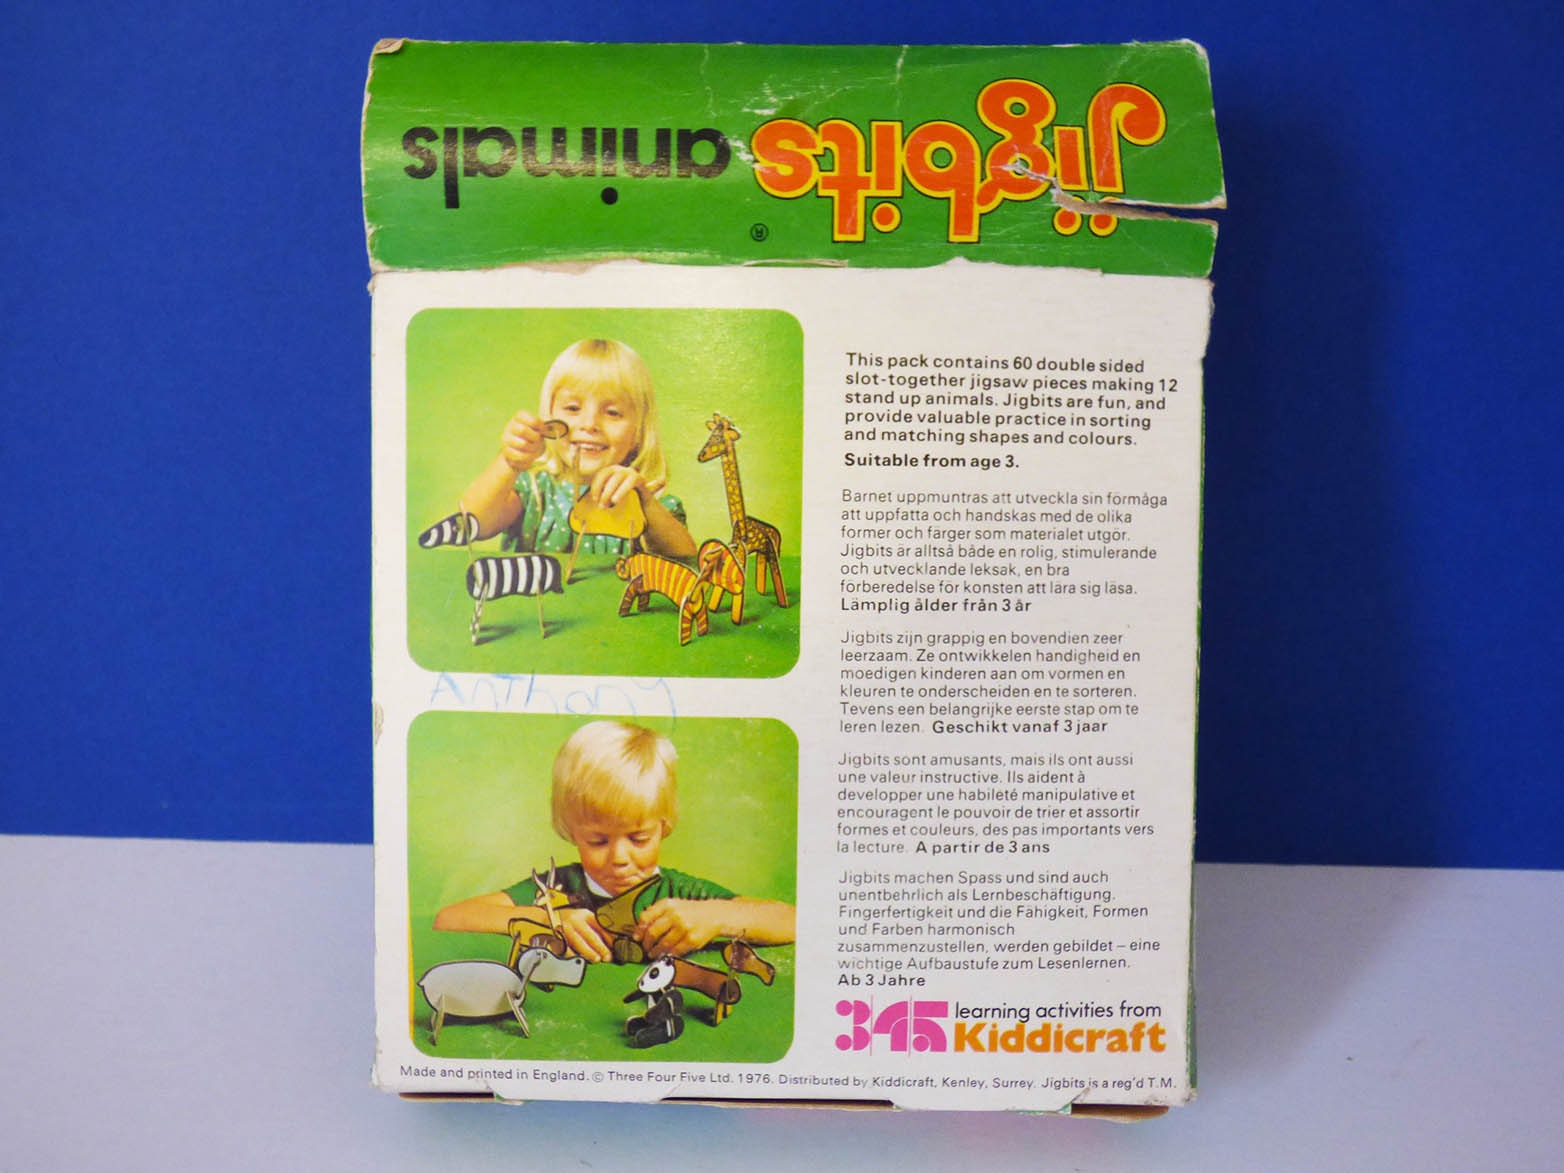 Jigbits animals
®
This pack contains 60 double sided
slot-together jigsaw pieces making 12
stand up animals. Jigbits are fun, and
provide valuable practice in sorting
and matching shapes and colours.
Suitable from age 3.
Barnet uppmuntras att utveckla sin förmåga
att uppfatta och handskas med de olika
former och färger som materialet utgör.
Jigbits är alltså både en rolig, stimulerande
och utvecklande leksak, en bra
förberedelse för konsten att lära sig läsa.
Lämplig ålder från 3 år
Jigbits zijn grappig en bovendien zeer
leerzaam. Ze ontwikkelen handigheid en
moedigen kinderen aan om vormen en
kleuren te onderscheiden en te sorteren.
Tevens een belangrijke eerste stap om te
leren lezen. Geschikt vanaf 3 jaar
Jigbits sont amusants, mais ils ont aussi
une valeur instructive. Ils aident à
developper une habileté manipulative et
encouragent le pouvoir de trier et assortir
formes et couleurs, des pas importants vers
la lecture. A partir de 3 ans
Jigbits machen Spass und sind auch
unentbehrlich als Lernbeschäftigung.
Fingerfertigkeit und die Fähigkeit, Formen
und Farben harmonisch
zusammenzustellen, werden gebildet – eine
wichtige Aufbaustufe zum Lesenlernen.
Ab 3 Jahre
Anthony
345 learning activities from
Kiddicraft
Made and printed in England. © Three Four Five Ltd. 1976. Distributed by Kiddicraft, Kenley, Surrey. Jigbits is a reg'd T.M.